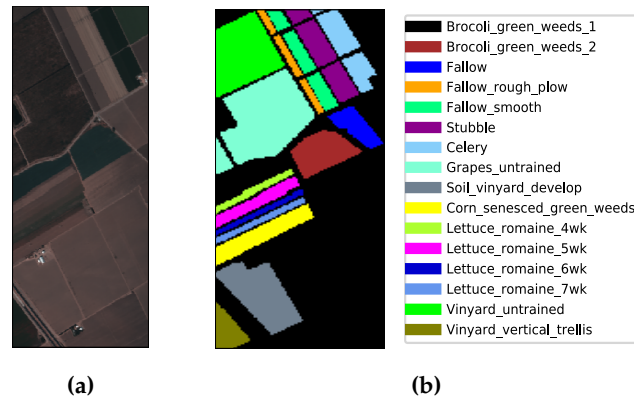 Brocoli_green_weeds_1
Brocoli_green_weeds_2
Fallow
Fallow_rough_plow
Fallow_smooth
Stubble
Celery
Grapes_untrained
Soil_vinyard_develop
Corn_senesced_green_weeds
Lettuce_romaine_4wk
Lettuce_romaine_5wk
Lettuce_romaine_6wk
Lettuce_romaine_7wk
Vinyard_untrained
Vinyard_vertical_trellis
(a)
(b)